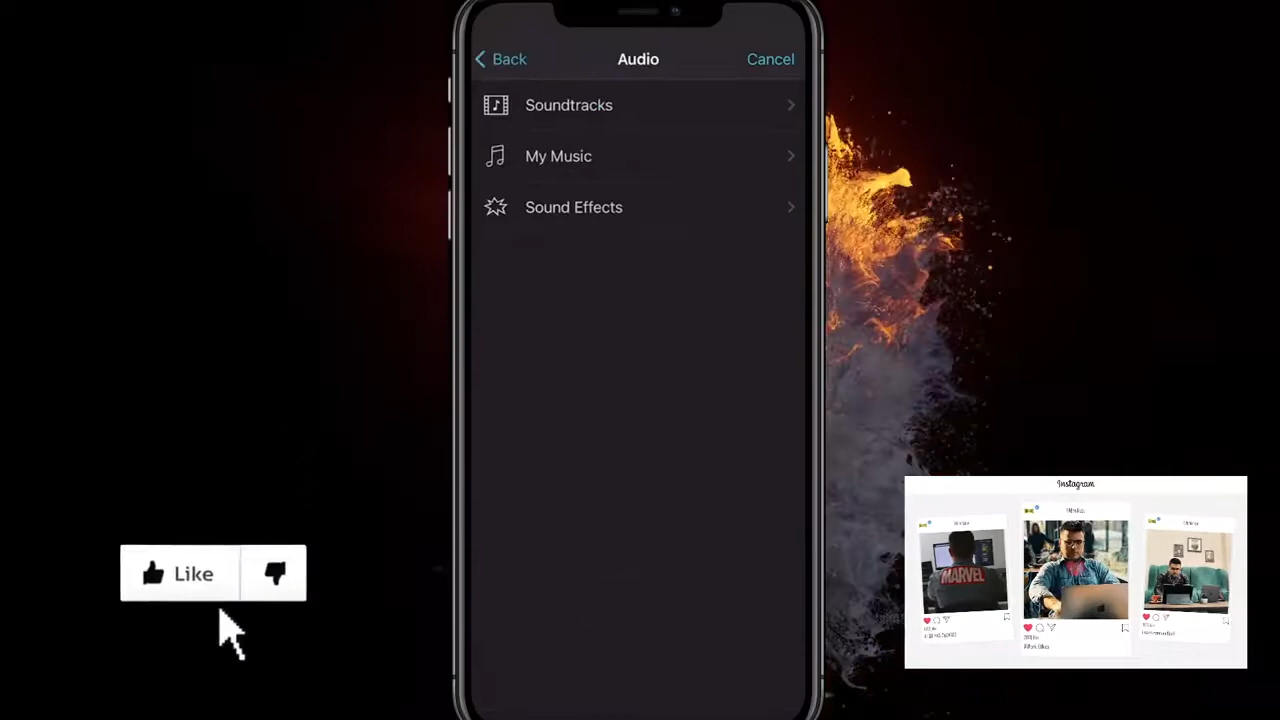 Back
Audio
Cancel
Soundtracks
My Music
Sound Effects
Like
Instagram
MARVEL